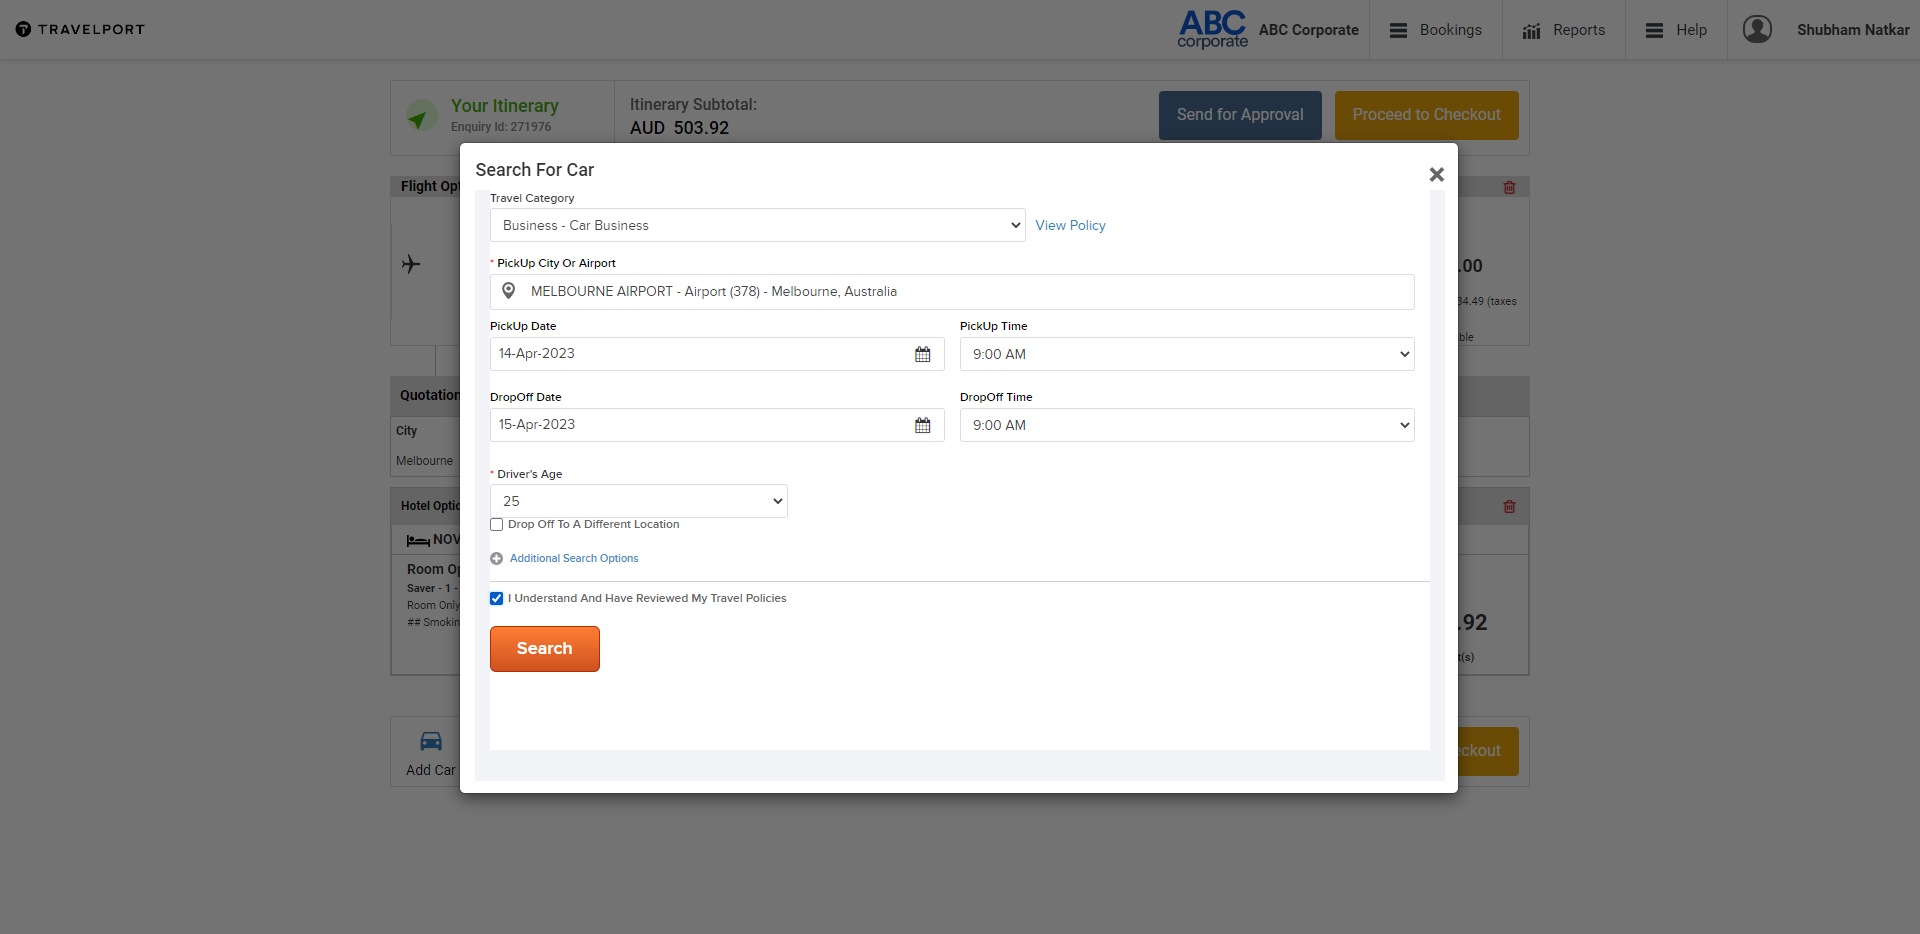 TRAVELPORT
ABC
corporate
ABC Corporate
Bookings
Reports
Help
Shubham Natkar
Your Itinerary
Enquiry Id: 271976
Itinerary Subtotal:
AUD 503.92
Send for Approval
Proceed to Checkout
Flight Op
Search For Car
Travel Category
Business - Car Business
View Policy
* PickUp City Or Airport
MELBOURNE AIRPORT - Airport (378) - Melbourne, Australia
.00
34.49 (taxes
ble
PickUp Date
PickUp Time
14-Apr-2023
9:00 AM
Quotation
DropOff Date
DropOff Time
15-Apr-2023
9:00 AM
City
Melbourne
* Driver's Age
25
Drop Off To A Different Location
Hotel Optio
NOV
Additional Search Options
Room Op
Saver - 1 -
Room Only
## Smokin
I Understand And Have Reviewed My Travel Policies
Search
.92
t(s)
Add Car
eckout